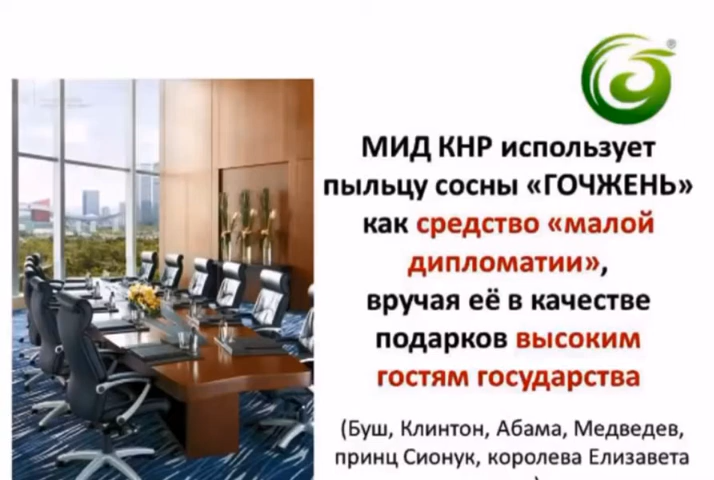 МИД КНР использует
пыльцу сосны «ГОЧЖЕНЬ»
как средство «малой
дипломатии»,
вручая её в качестве
подарков высоким
гостям государства
(Буш, Клинтон, Абама, Медведев,
принц Сионук, королева Елизавета